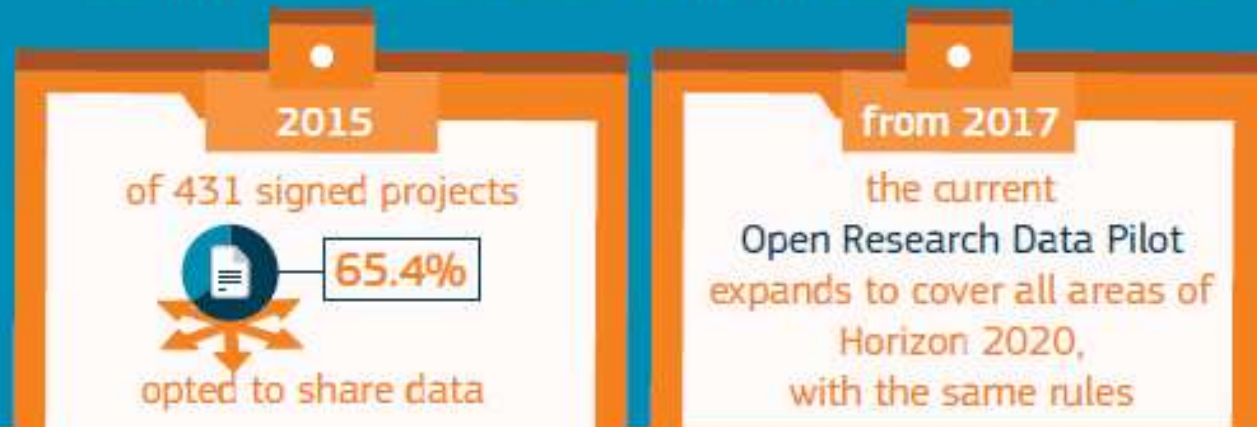 2015
of 431 signed projects
65.4%
opted to share data
from 2017
the current
Open Research Data Pilot
expands to cover all areas of
Horizon 2020,
with the same rules